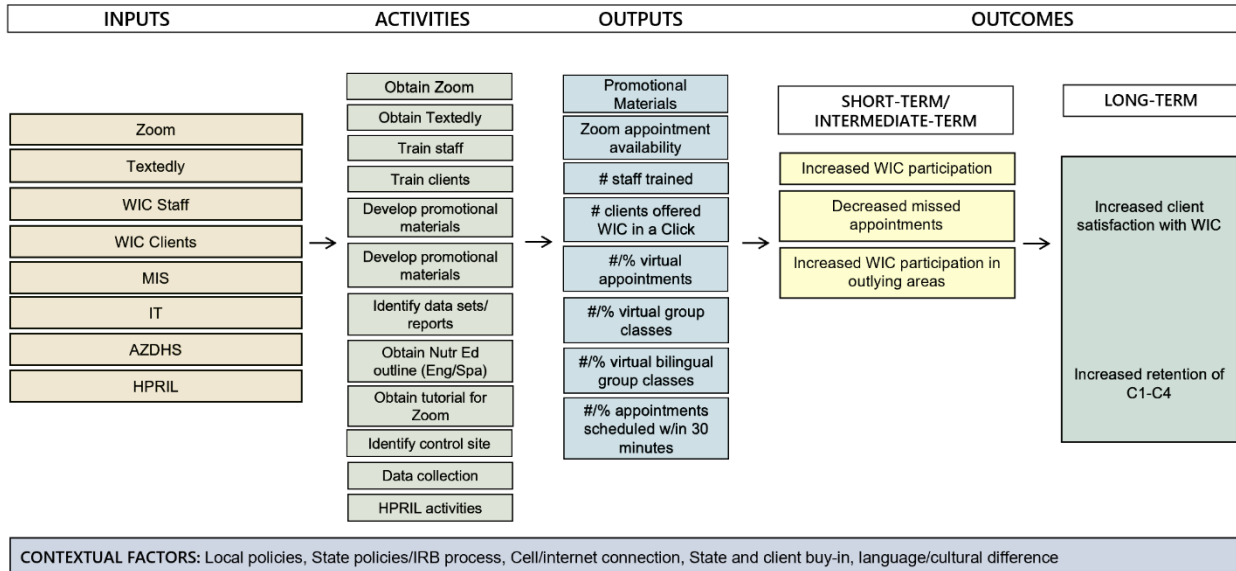 INPUTS
ACTIVITIES
OUTPUTS
OUTCOMES
Zoom
Textedly
WIC Staff
WIC Clients
MIS
IT
AZDHS
HPRIL
Obtain Zoom
Obtain Textedly
Train staff
Train clients
Develop promotional
materials
Develop promotional
materials
Identify data sets/
reports
Obtain Nutr Ed
outline (Eng/Spa)
Obtain tutorial for
Zoom
Identify control site
Data collection
HPRIL activities
Promotional
Materials
Zoom appointment
availability
# staff trained
# clients offered
WIC in a Click
#/% virtual
appointments
#/% virtual group
classes
#/% virtual bilingual
group classes
#/% appointments
scheduled w/in 30
minutes
SHORT-TERM/
INTERMEDIATE-TERM
Increased WIC participation
Decreased missed
appointments
Increased WIC participation in
outlying areas
LONG-TERM
Increased client
satisfaction with WIC
Increased retention of
C1-C4
CONTEXTUAL FACTORS: Local policies, State policies/IRB process, Cell/internet connection, State and client buy-in, language/cultural difference